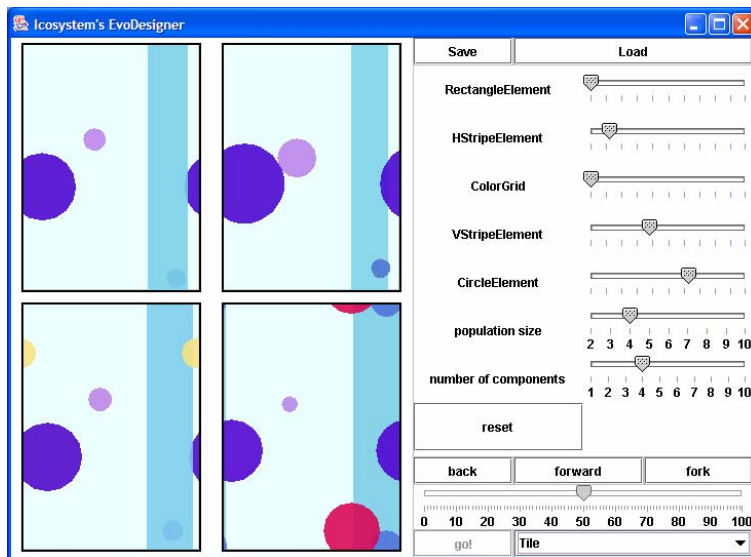 Icosystem's EvoDesigner
Save Load
RectangleElement
HStripeElement
ColorGrid
VStripeElement
CircleElement
population size
2 3 4 5 6 7 8 9 10
number of components
1 2 3 4 5 6 7 8 9 10
reset
back forward fork
0 10 20 30 40 50 60 70 80 90 100
go! Tile